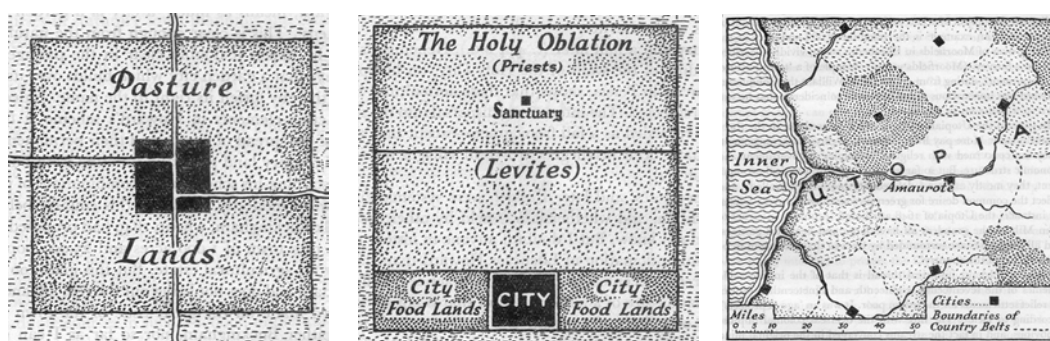 Pasture
Lands
The Holy Oblation
(Priests)
Sanctuary
(Levites)
City
Food Lands
CITY
City
Food Lands
Inner
Sea
UTOPIA
Amaurote
Miles
0 5 10 20 30 40 50
Cities......
Boundaries of
Country Belts